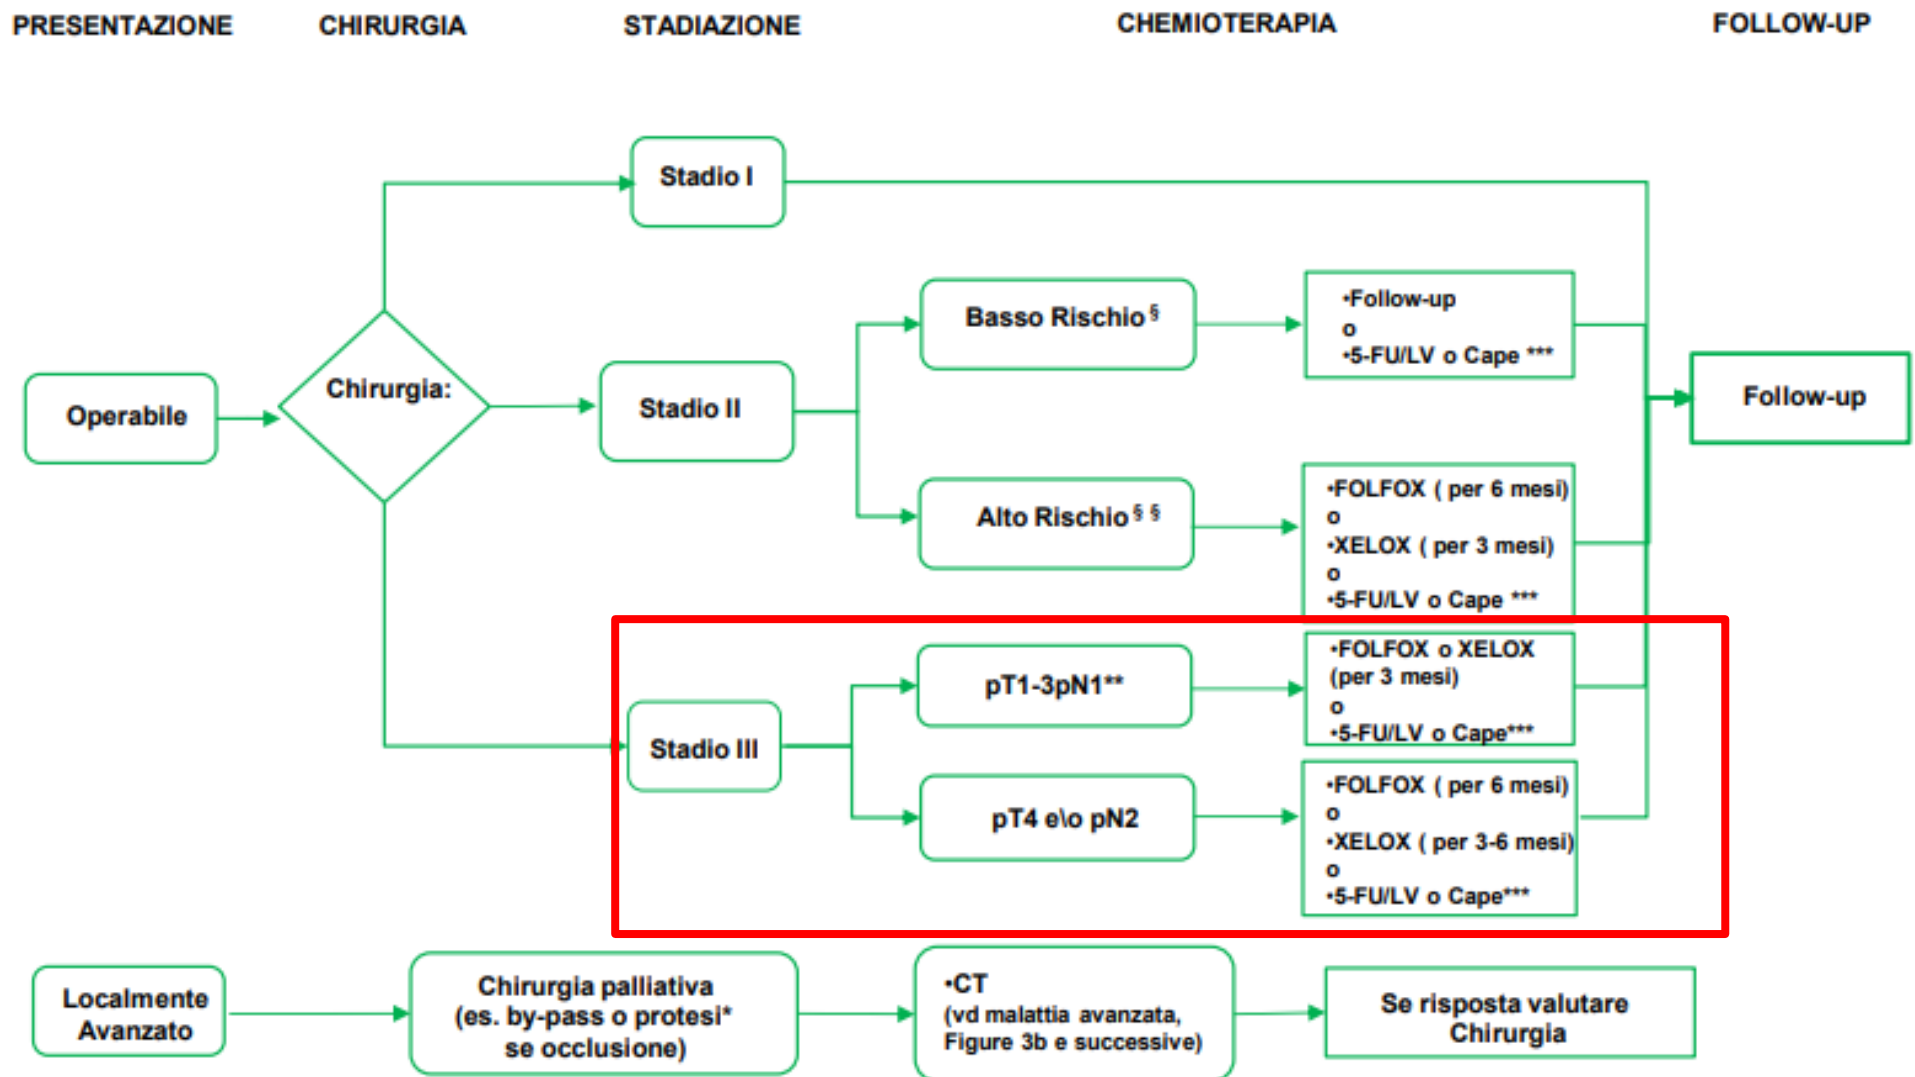 PRESENTAZIONE
CHIRURGIA
STADIAZIONE
CHEMIOTERAPIA
FOLLOW-UP
Stadio I
Basso Rischio §
•Follow-up
o
•5-FU/LV o Cape ***
Operabile
Chirurgia:
Stadio II
Follow-up
Alto Rischio § §
•FOLFOX ( per 6 mesi)
o
•XELOX ( per 3 mesi)
o
•5-FU/LV o Cape ***
Stadio III
pT1-3pN1**
•FOLFOX o XELOX
(per 3 mesi)
o
•5-FU/LV o Cape***
pT4 e\o pN2
•FOLFOX ( per 6 mesi)
o
•XELOX ( per 3-6 mesi)
o
•5-FU/LV o Cape***
Localmente
Avanzato
Chirurgia palliativa
(es. by-pass o protesi*
se occlusione)
•CT
(vd malattia avanzata,
Figure 3b e successive)
Se risposta valutare
Chirurgia